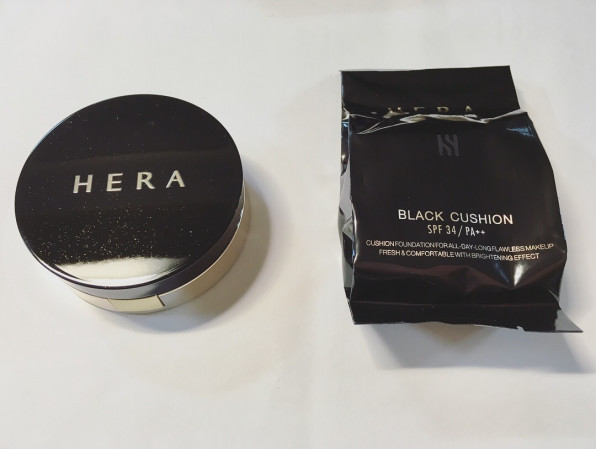 HERA
HERA
BLACK CUSHION
SPF 34 / PA++
CUSHION FOUNDATION FOR ALL-DAY-LONG FLAWLESS MAKEUP
FRESH & COMFORTABLE WITH BRIGHTENING EFFECT